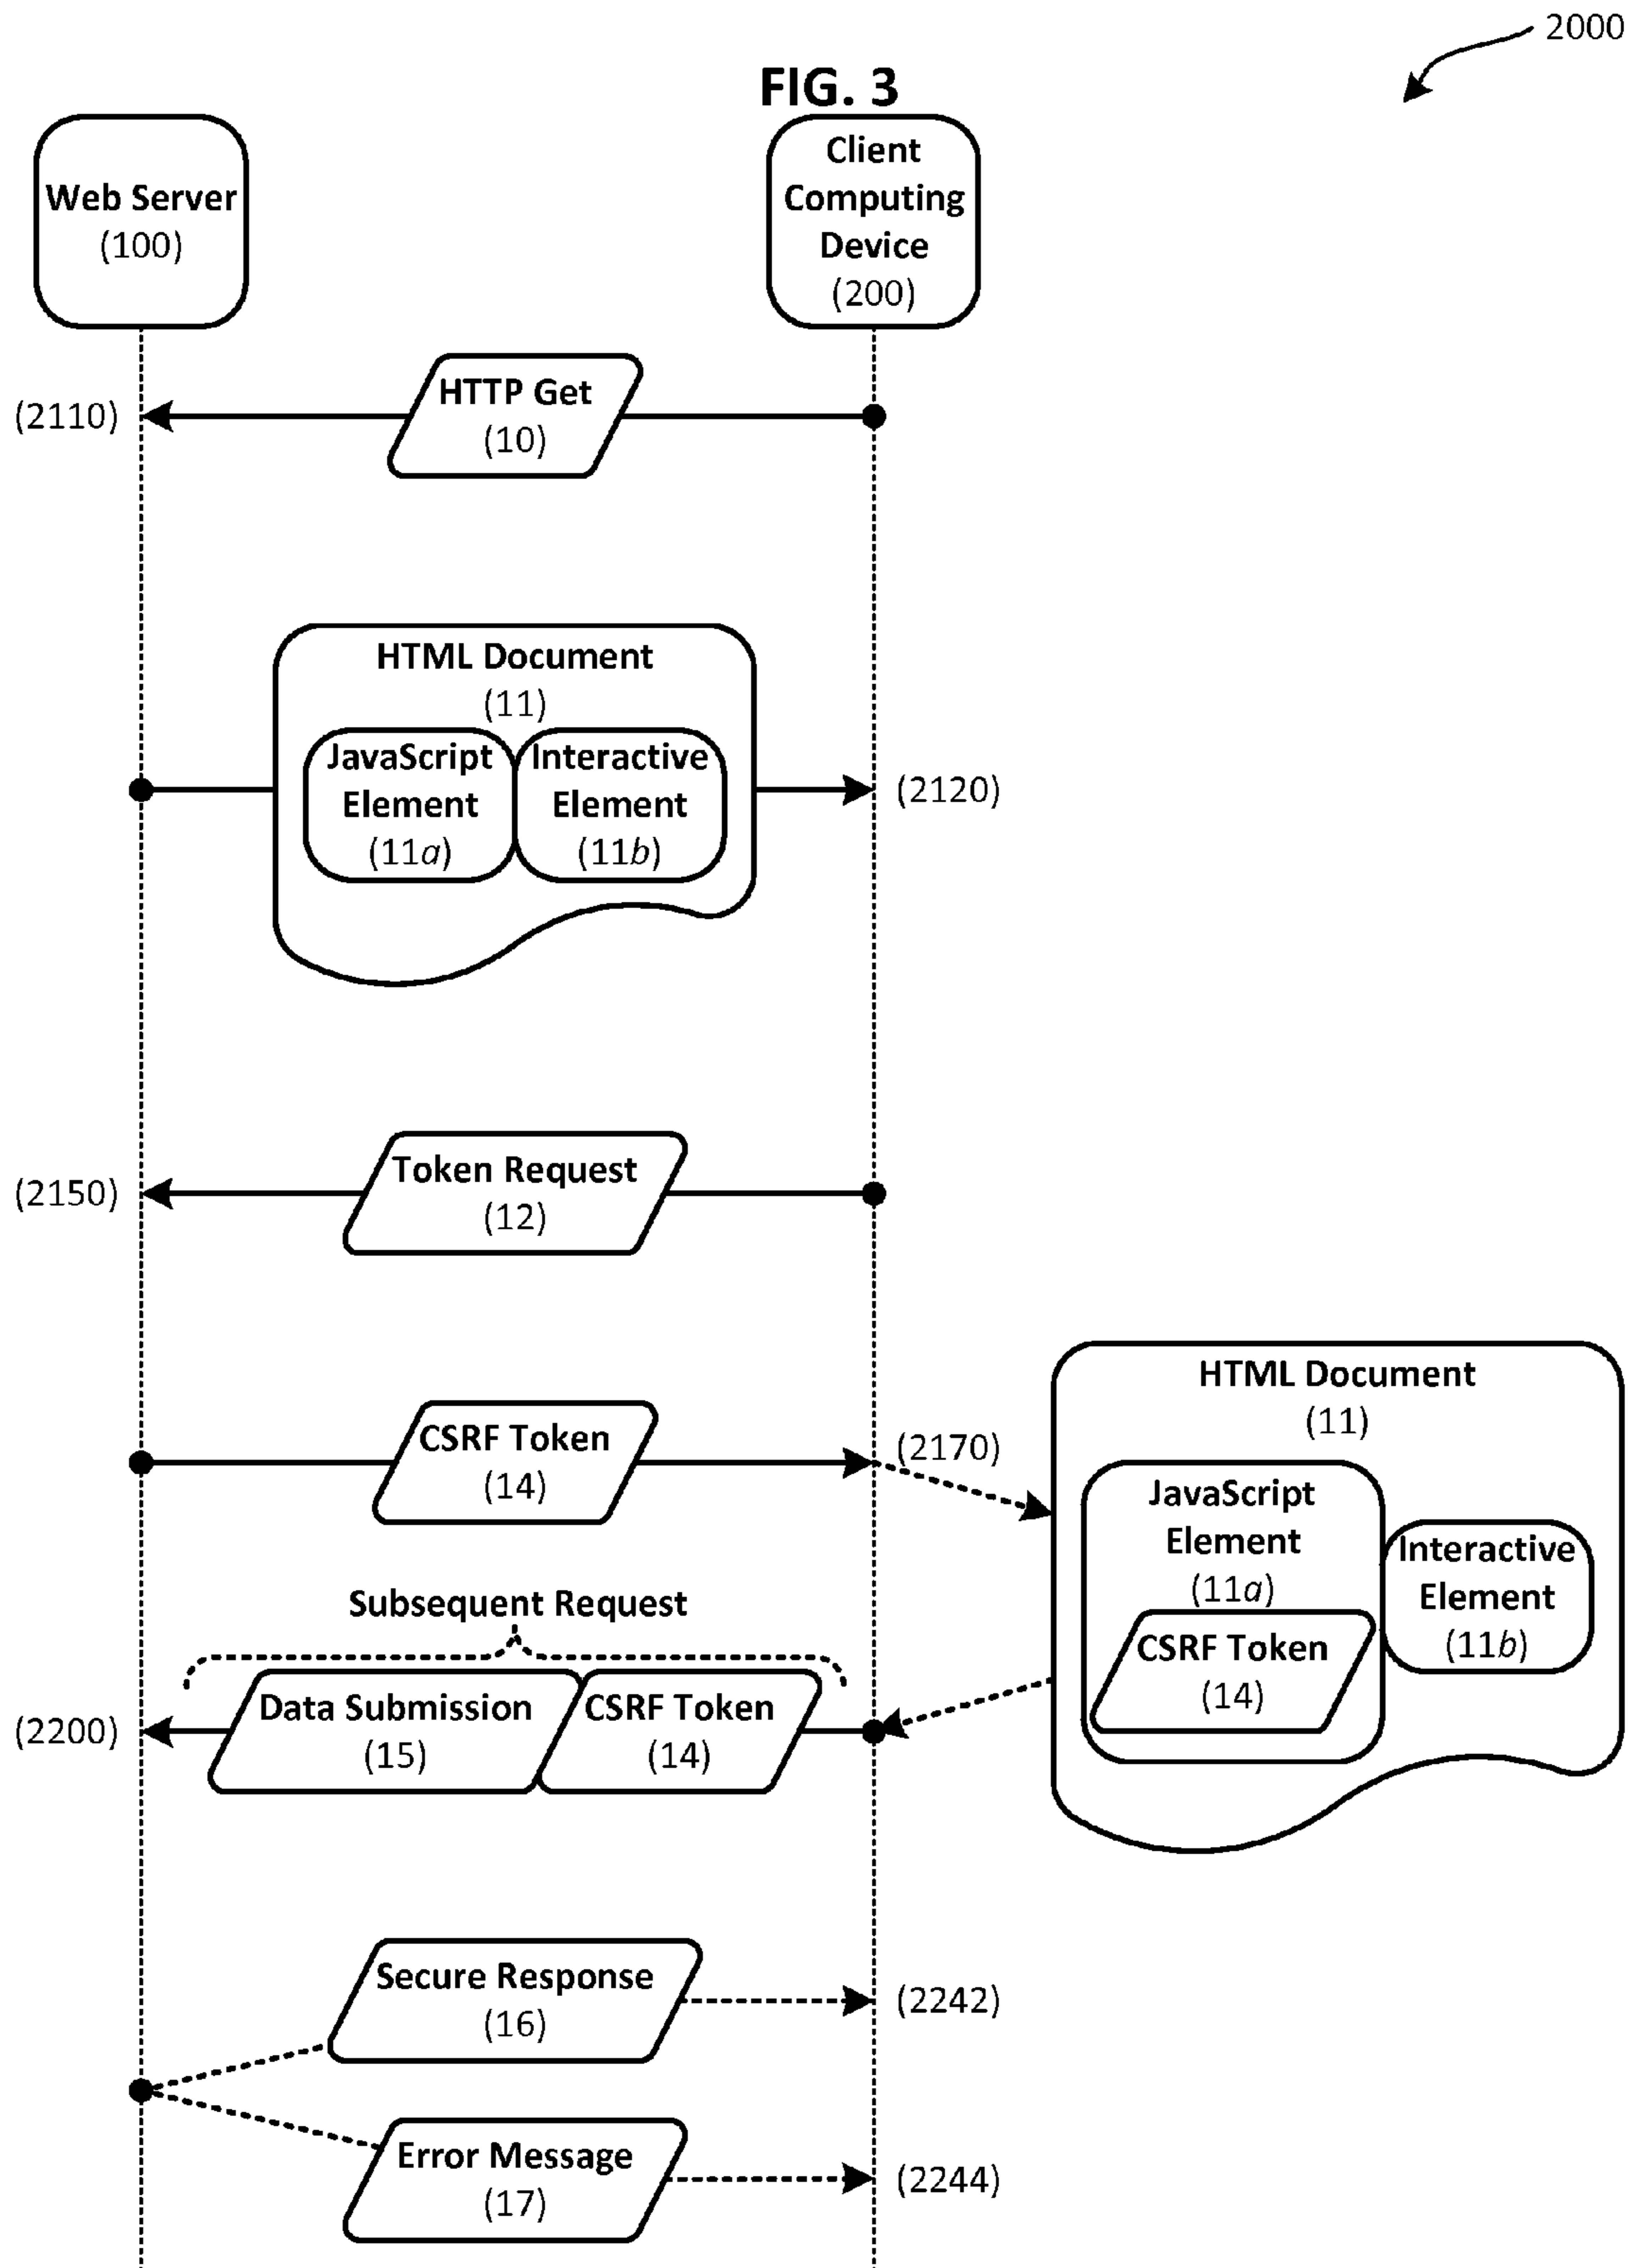 2000
FIG. 3
Web Server
(100)
Client
Computing
Device
(200)
HTTP Get
(10)
(2110)
HTML Document
(11)
JavaScript
Element
(11a)
Interactive
Element
(11b)
(2120)
Token Request
(12)
(2150)
CSRF Token
(14)
(2170)
HTML Document
(11)
JavaScript
Element
(11a)
CSRF Token
(14)
Interactive
Element
(11b)
Subsequent Request
Data Submission
(15)
CSRF Token
(14)
(2200)
Secure Response
(16)
(2242)
Error Message
(17)
(2244)